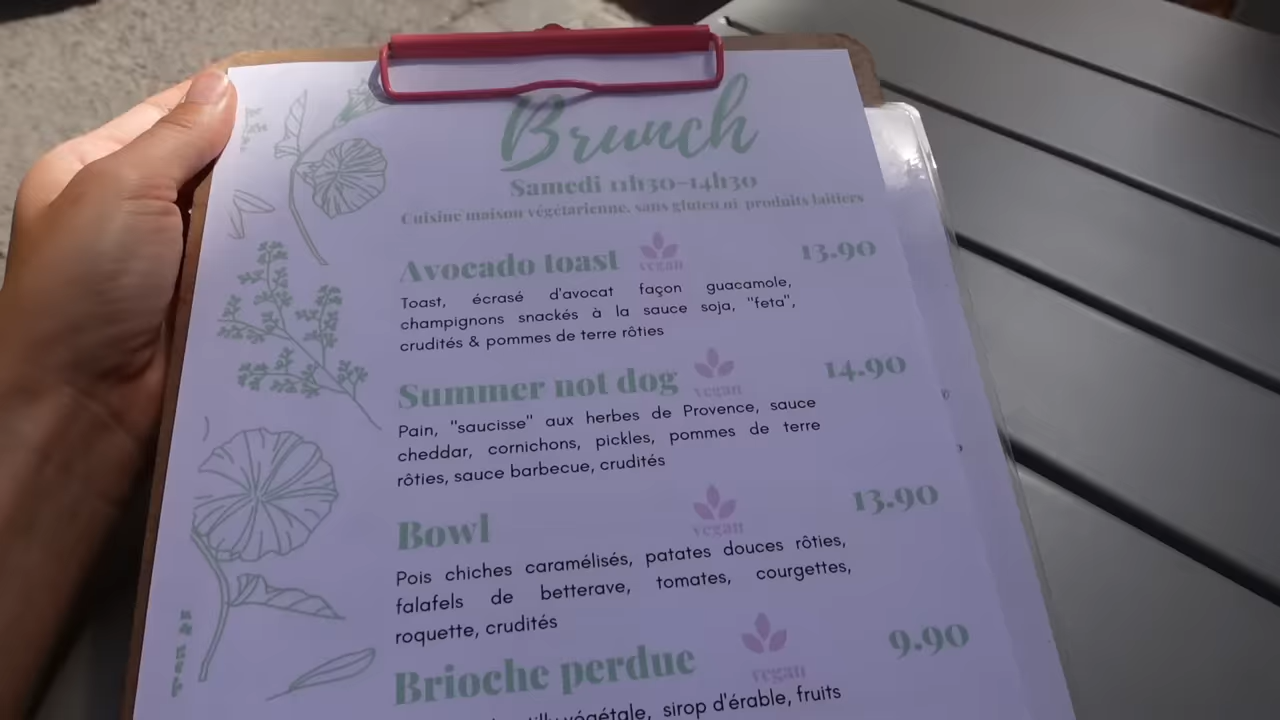 Brunch
Samedi 11h30-14h30
Cuisine maison végétarienne, sans gluten ni produits laitiers
Avocado toast vegan 13.90
Toast, écrasé d'avocat façon guacamole,
champignons snackés à la sauce soja, "feta",
crudités & pommes de terre rôties
Summer not dog vegan 14.90
Pain, "saucisse" aux herbes de Provence, sauce
cheddar, cornichons, pickles, pommes de terre
rôties, sauce barbecue, crudités
Bowl vegan 13.90
Pois chiches caramélisés, patates douces rôties,
falafels de betterave, tomates, courgettes,
roquette, crudités
Brioche perdue vegan 9.90
végétale, sirop d'érable, fruits